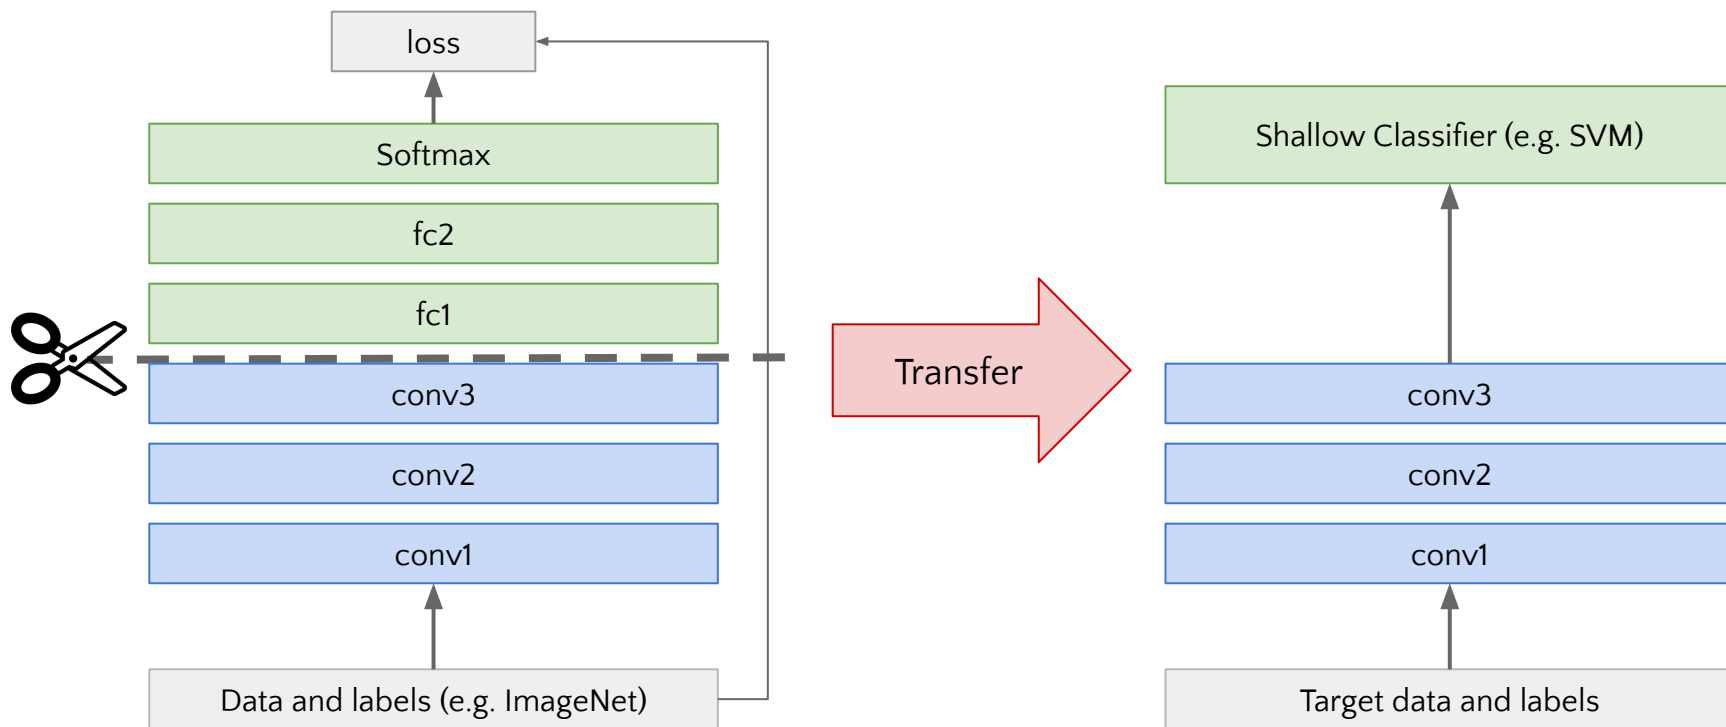 loss
Softmax
fc2
fc1
conv3
conv2
conv1
Data and labels (e.g. ImageNet)
Transfer
Shallow Classifier (e.g. SVM)
conv3
conv2
conv1
Target data and labels